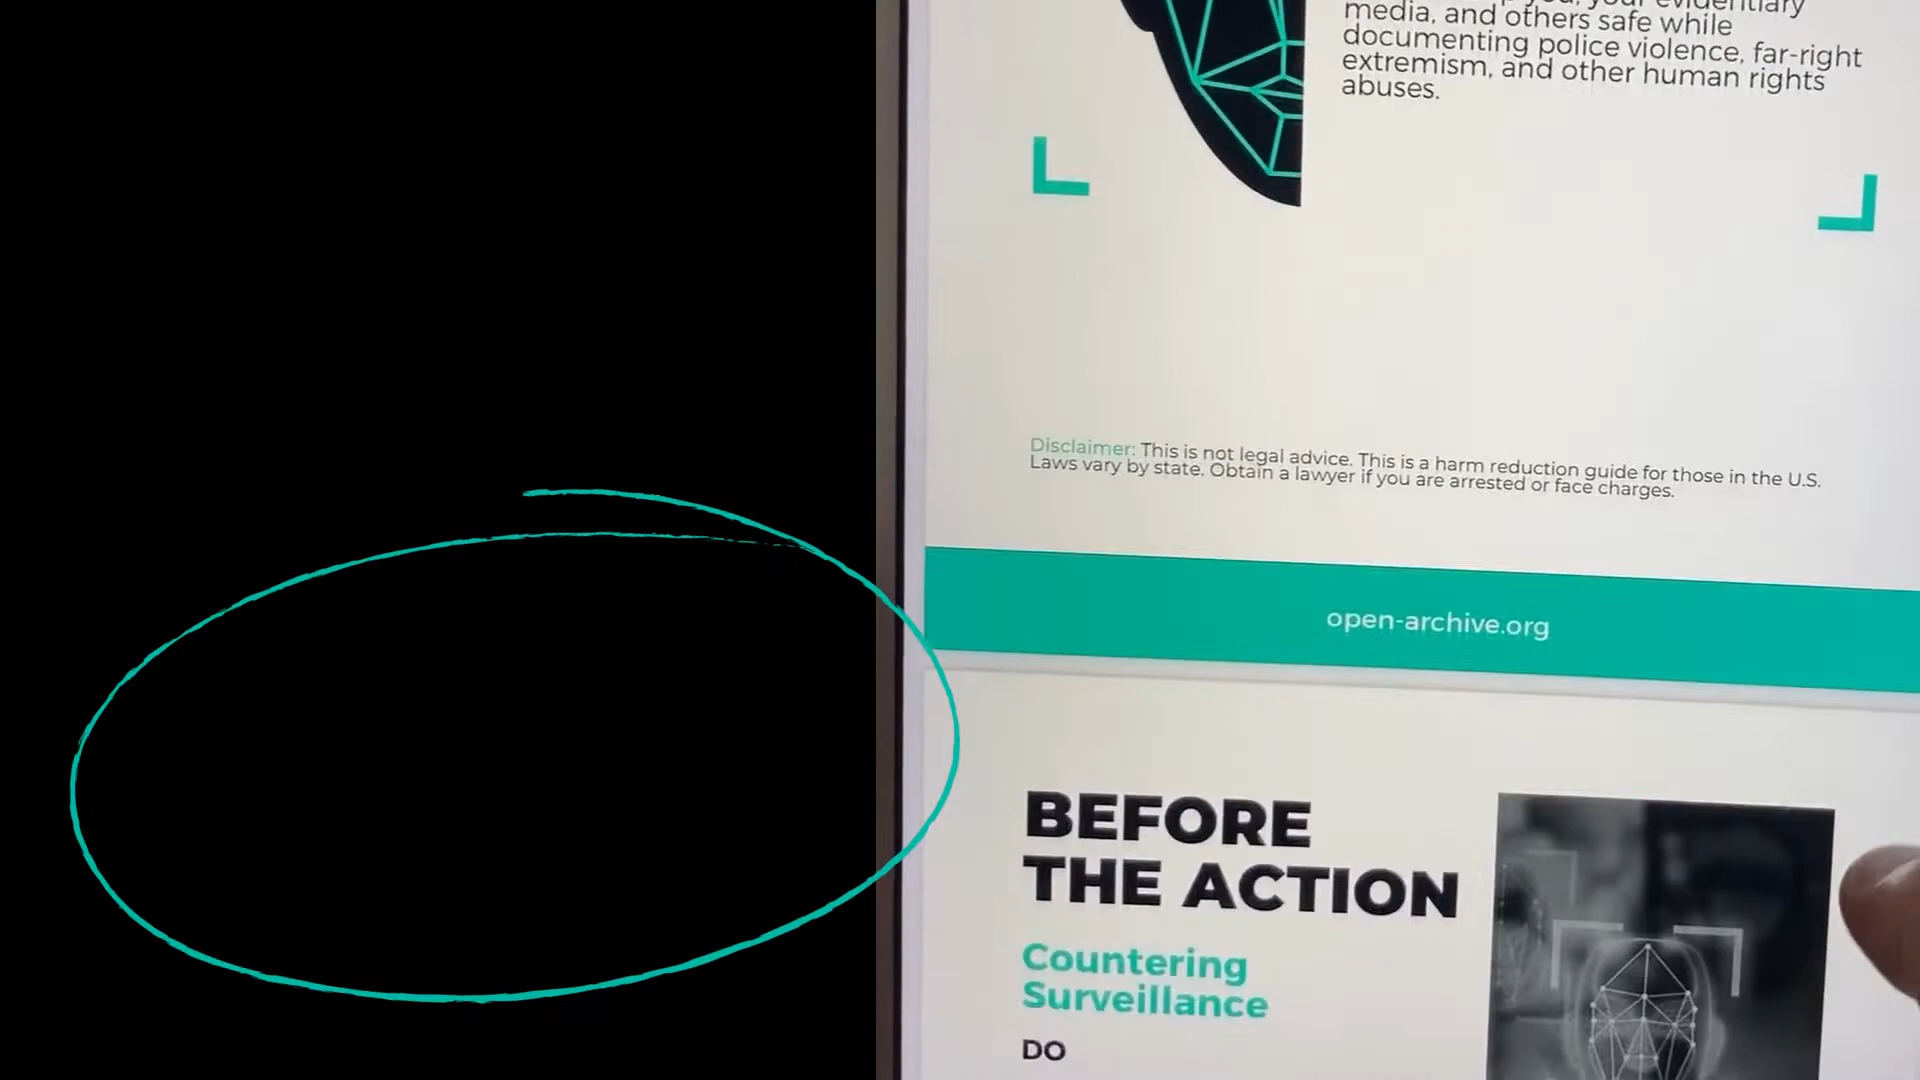 media, and others safe while
documenting police violence, far-right
extremism, and other human rights
abuses.
Disclaimer: This is not legal advice. This is a harm reduction guide for those in the U.S.
Laws vary by state. Obtain a lawyer if you are arrested or face charges.
open-archive.org
BEFORE
THE ACTION
Countering
Surveillance
DO